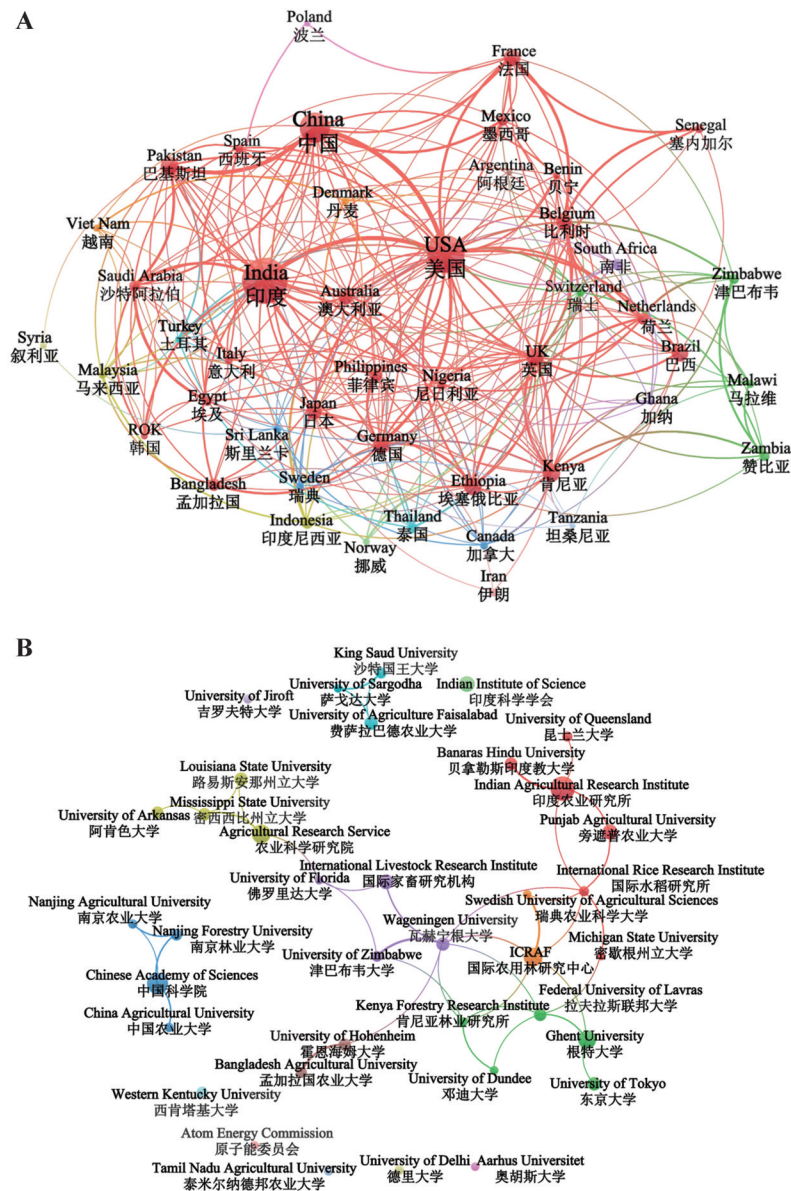 A
Poland
波兰
France
法国
China
中国
Mexico
墨西哥
Senegal
塞内加尔
Spain
西班牙
Pakistan
巴基斯坦
Argentina
阿根廷
Benin
贝宁
Denmark
丹麦
Belgium
比利时
Viet Nam
越南
USA
美国
South Africa
南非
India
印度
Saudi Arabia
沙特阿拉伯
Switzerland
瑞士
Zimbabwe
津巴布韦
Australia
澳大利亚
Netherlands
荷兰
Turkey
土耳其
Syria
叙利亚
Italy
意大利
UK
英国
Brazil
巴西
Malaysia
马来西亚
Philippines
菲律宾
Nigeria
尼日利亚
Malawi
马拉维
Egypt
埃及
Japan
日本
Ghana
加纳
ROK
韩国
Sri Lanka
斯里兰卡
Germany
德国
Zambia
赞比亚
Kenya
肯尼亚
Bangladesh
孟加拉国
Sweden
瑞典
Ethiopia
埃塞俄比亚
Indonesia
印度尼西亚
Thailand
泰国
Tanzania
坦桑尼亚
Norway
挪威
Canada
加拿大
Iran
伊朗
B
King Saud University
沙特国王大学
University of Sargodha
萨戈达大学
Indian Institute of Science
印度科学学会
University of Jiroft
吉罗夫特大学
University of Agriculture Faisalabad
费萨拉巴德农业大学
University of Queensland
昆士兰大学
Banaras Hindu University
贝拿勒斯印度教大学
Louisiana State University
路易斯安那州立大学
Indian Agricultural Research Institute
印度农业研究所
Mississippi State University
密西西比州立大学
University of Arkansas
阿肯色大学
Punjab Agricultural University
旁遮普农业大学
Agricultural Research Service
农业科学研究院
International Livestock Research Institute
国际家畜研究机构
International Rice Research Institute
国际水稻研究所
University of Florida
佛罗里达大学
Swedish University of Agricultural Sciences
瑞典农业科学大学
Nanjing Agricultural University
南京农业大学
Wageningen University
瓦赫宁根大学
Nanjing Forestry University
南京林业大学
Michigan State University
密歇根州立大学
University of Zimbabwe
津巴布韦大学
ICRAF
国际农用林研究中心
Chinese Academy of Sciences
中国科学院
Federal University of Lavras
拉夫拉斯联邦大学
Kenya Forestry Research Institute
肯尼亚林业研究所
China Agricultural University
中国农业大学
University of Hohenheim
霍恩海姆大学
Ghent University
根特大学
Bangladesh Agricultural University
孟加拉国农业大学
University of Dundee
邓迪大学
University of Tokyo
东京大学
Western Kentucky University
西肯塔基大学
Atom Energy Commission
原子能委员会
Tamil Nadu Agricultural University
泰米尔纳德邦农业大学
University of Delhi
德里大学
Aarhus Universitet
奥胡斯大学